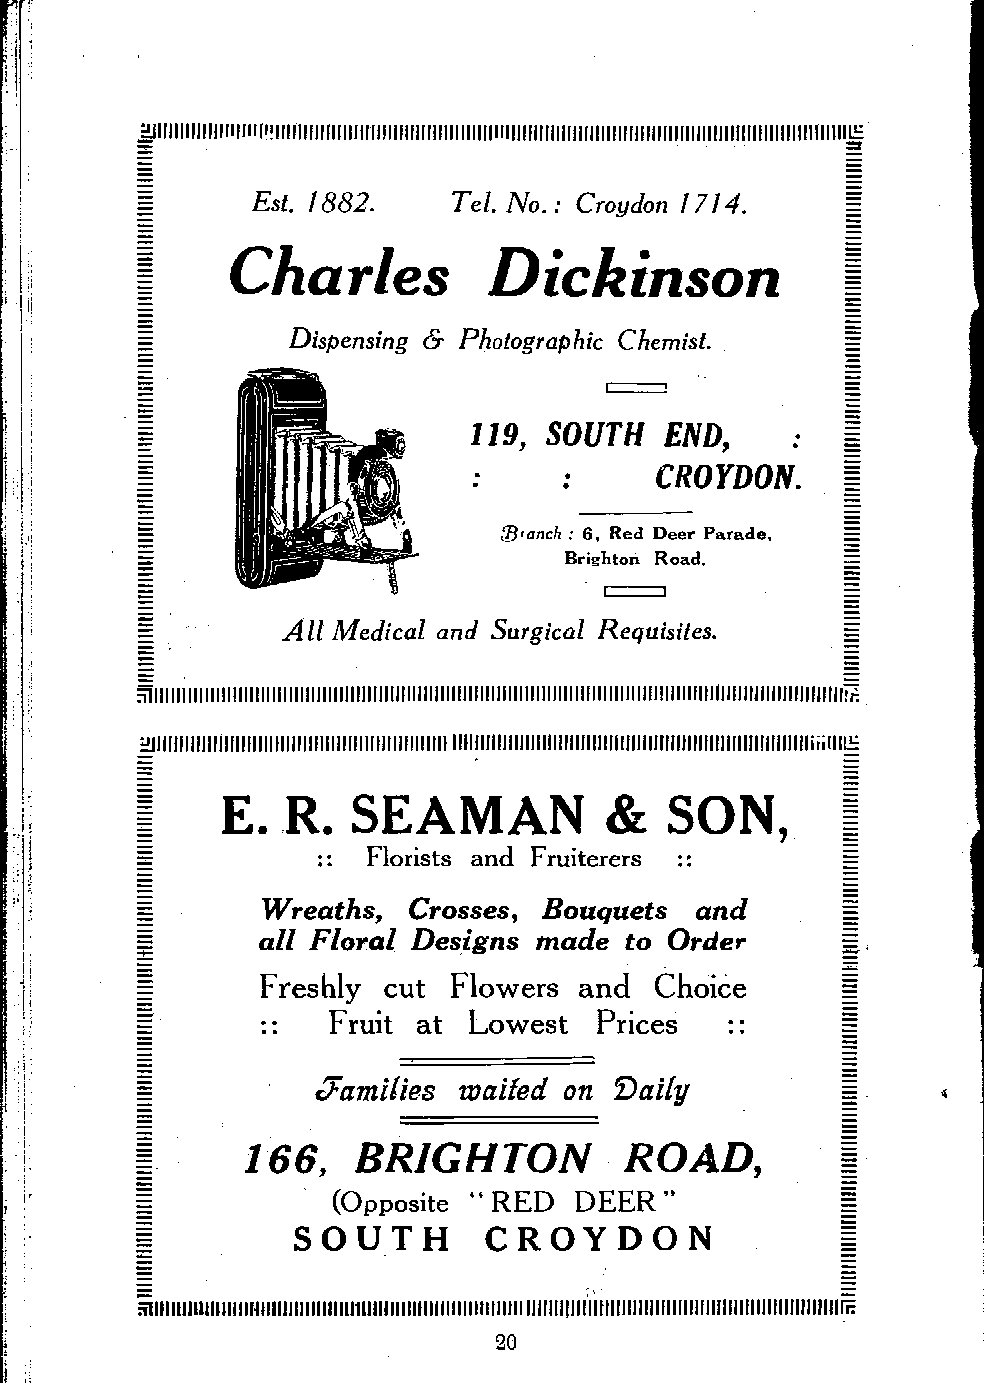 Est. 1882. Tel. No. : Croydon 1714.
Charles Dickinson
Dispensing & Photographic Chemist.
119, SOUTH END, :
: : CROYDON.
Branch : 6, Red Deer Parade,
Brighton Road.
All Medical and Surgical Requisites.
E. R. SEAMAN & SON,
:: Florists and Fruiterers ::
Wreaths, Crosses, Bouquets and
all Floral Designs made to Order
Freshly cut Flowers and Choice
:: Fruit at Lowest Prices ::
Families waited on Daily
166, BRIGHTON ROAD,
(Opposite "RED DEER"
SOUTH CROYDON
20